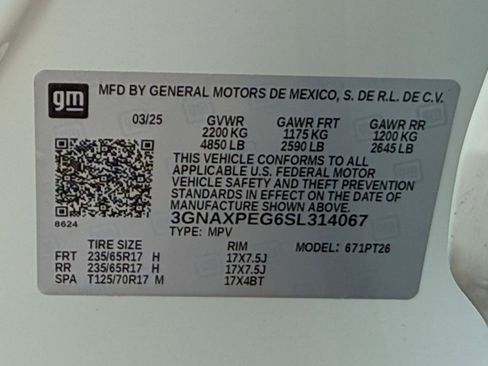 gm MFD BY GENERAL MOTORS DE MEXICO, S. DE R.L. DE C.V.
03/25 GVWR GAWR FRT GAWR RR
2200 KG 1175 KG 1200 KG
4850 LB 2590 LB 2645 LB
THIS VEHICLE CONFORMS TO ALL
APPLICABLE U.S. FEDERAL MOTOR
VEHICLE SAFETY AND THEFT PREVENTION
STANDARDS IN EFFECT ON THE DATE OF
MANUFACTURE SHOWN ABOVE.
3GNAXPEG6SL314067
8624 TYPE: MPV
TIRE SIZE RIM MODEL: 671PT26
FRT 235/65R17 H 17X7.5J
RR 235/65R17 H 17X7.5J
SPA T125/70R17 M 17X4BT